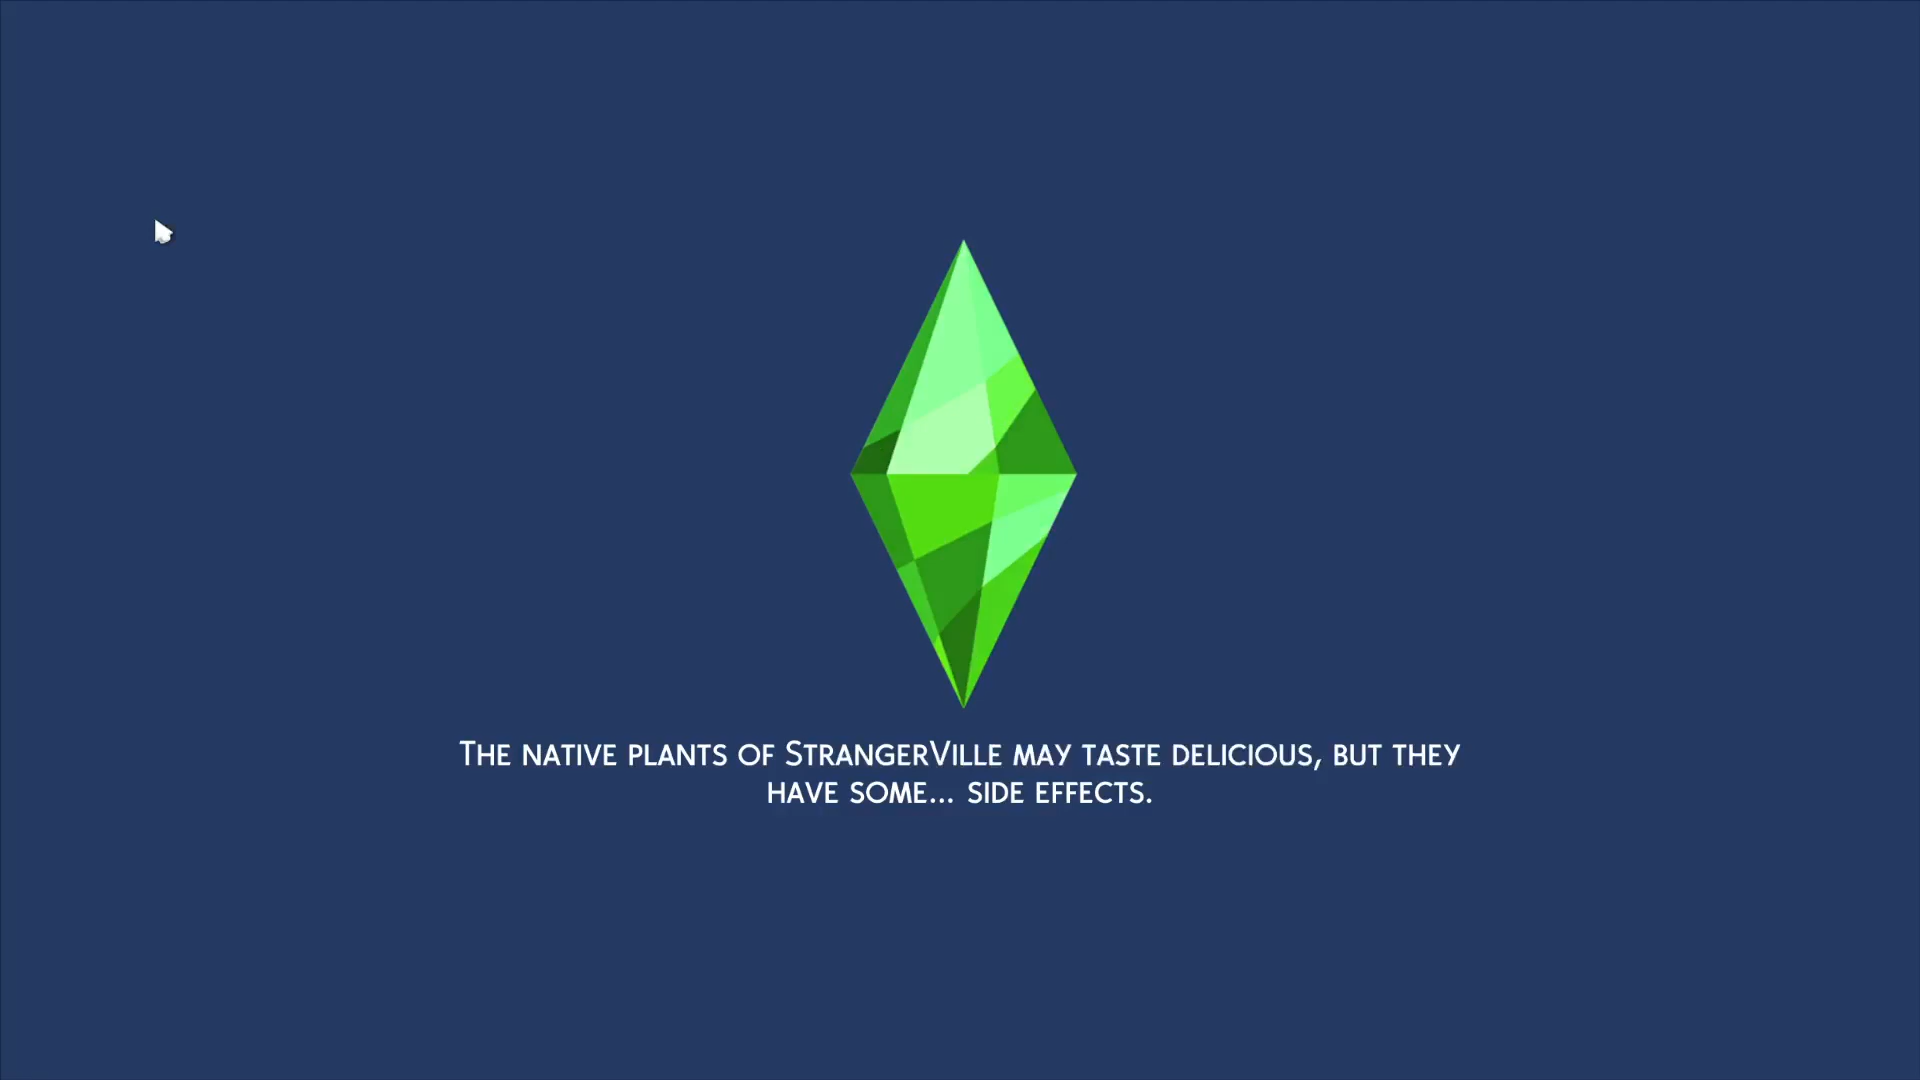 The native plants of StrangerVille may taste delicious, but they
have some... side effects.